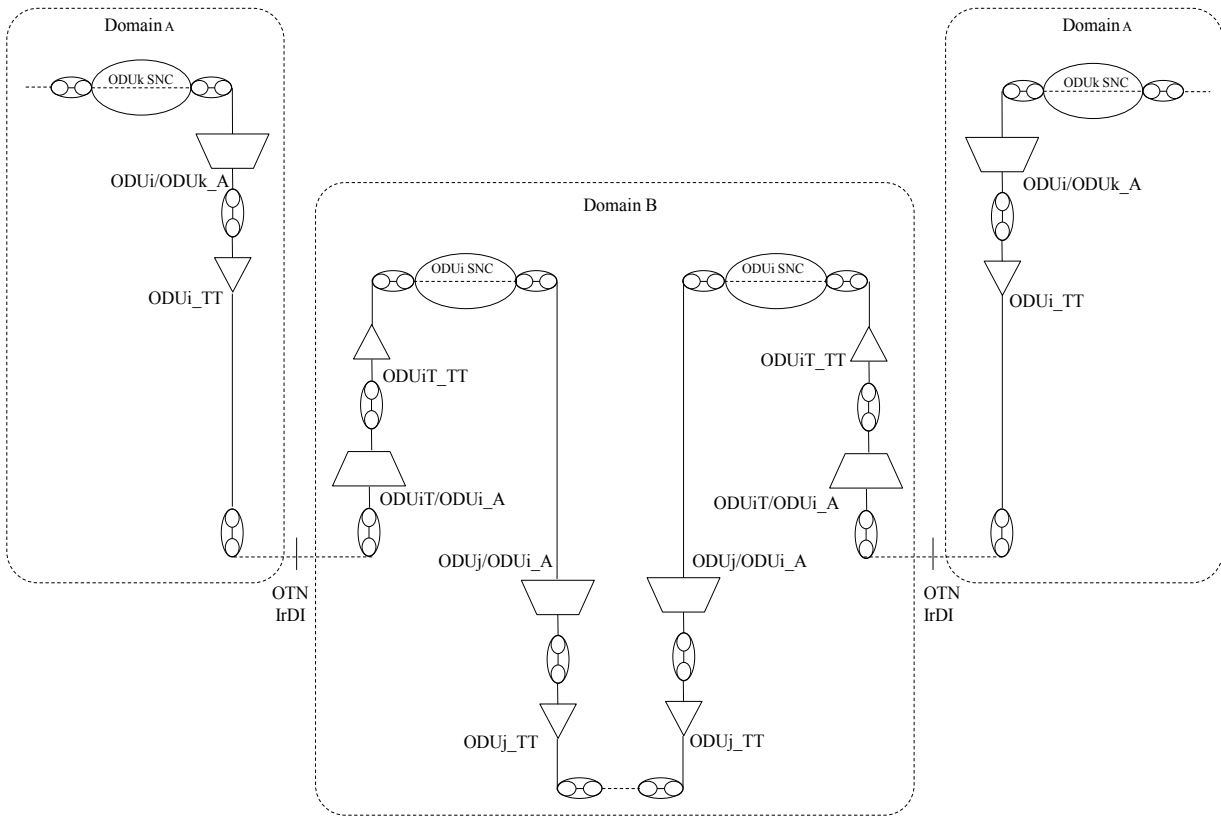 Domain A
Domain A
ODUk SNC
ODUk SNC
ODUi/ODUk_A
ODUi/ODUk_A
Domain B
ODUi SNC
ODUi SNC
ODUi_TT
ODUi_TT
ODUiT_TT
ODUiT_TT
ODUiT/ODUi_A
ODUiT/ODUi_A
ODUj/ODUi_A
ODUj/ODUi_A
OTN
IrDI
OTN
IrDI
ODUj_TT
ODUj_TT